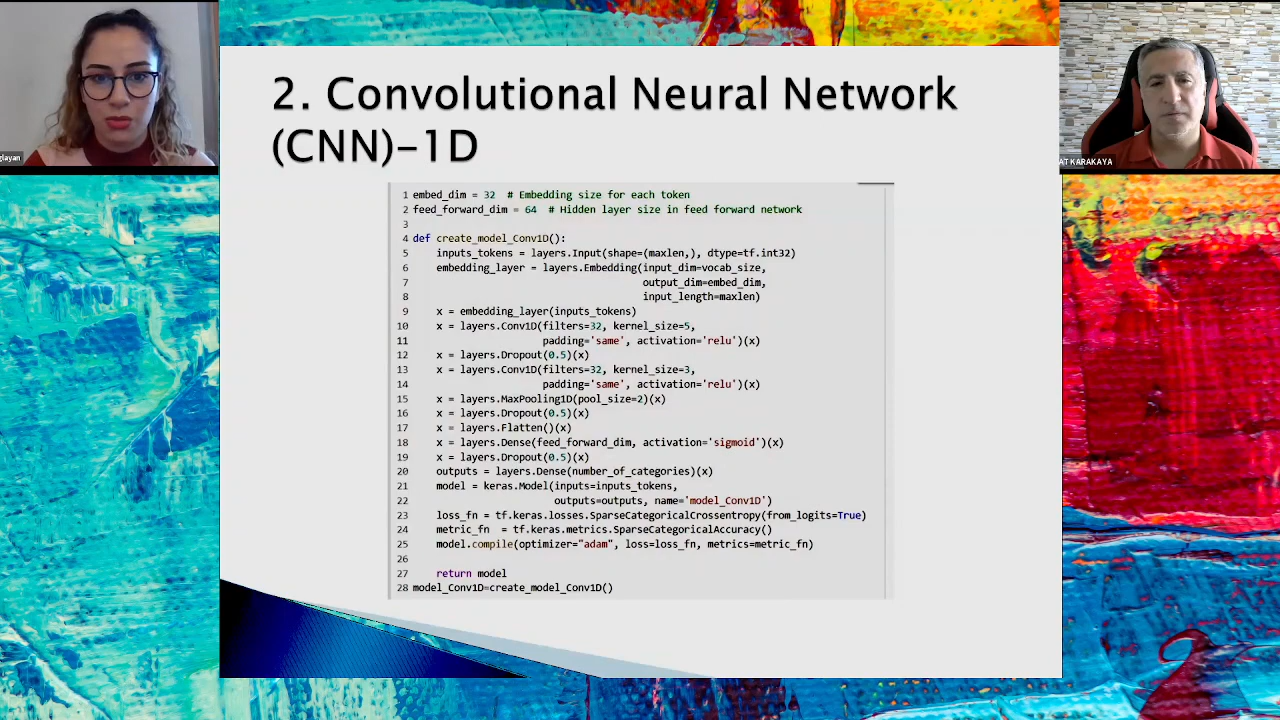 2. Convolutional Neural Network
(CNN)-1D
1 embed_dim = 32  # Embedding size for each token
2 feed_forward_dim = 64  # Hidden layer size in feed forward network
3
4 def create_model_Conv1D():
5     inputs_tokens = layers.Input(shape=(maxlen,), dtype=tf.int32)
6     embedding_layer = layers.Embedding(input_dim=vocab_size,
7                                        output_dim=embed_dim,
8                                        input_length=maxlen)
9     x = embedding_layer(inputs_tokens)
10     x = layers.Conv1D(filters=32, kernel_size=5,
11                       padding='same', activation='relu')(x)
12     x = layers.Dropout(0.5)(x)
13     x = layers.Conv1D(filters=32, kernel_size=3,
14                       padding='same', activation='relu')(x)
15     x = layers.MaxPooling1D(pool_size=2)(x)
16     x = layers.Dropout(0.5)(x)
17     x = layers.Flatten()(x)
18     x = layers.Dense(feed_forward_dim, activation='sigmoid')(x)
19     x = layers.Dropout(0.5)(x)
20     outputs = layers.Dense(number_of_categories)(x)
21     model = keras.Model(inputs=inputs_tokens,
22                         outputs=outputs, name='model_Conv1D')
23     loss_fn = tf.keras.losses.SparseCategoricalCrossentropy(from_logits=True)
24     metric_fn  = tf.keras.metrics.SparseCategoricalAccuracy()
25     model.compile(optimizer="adam", loss=loss_fn, metrics=metric_fn)
26
27     return model
28 model_Conv1D=create_model_Conv1D()
glayan
AT KARAKAYA